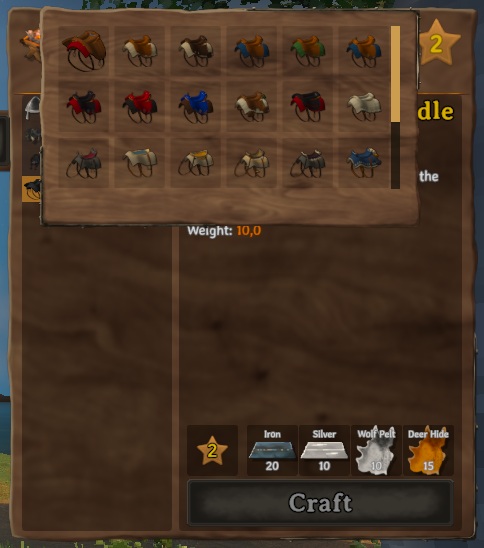 2
dle
the
Weight: 10,0
2
Iron
20
Silver
10
Wolf Pelt
10
Deer Hide
15
Craft